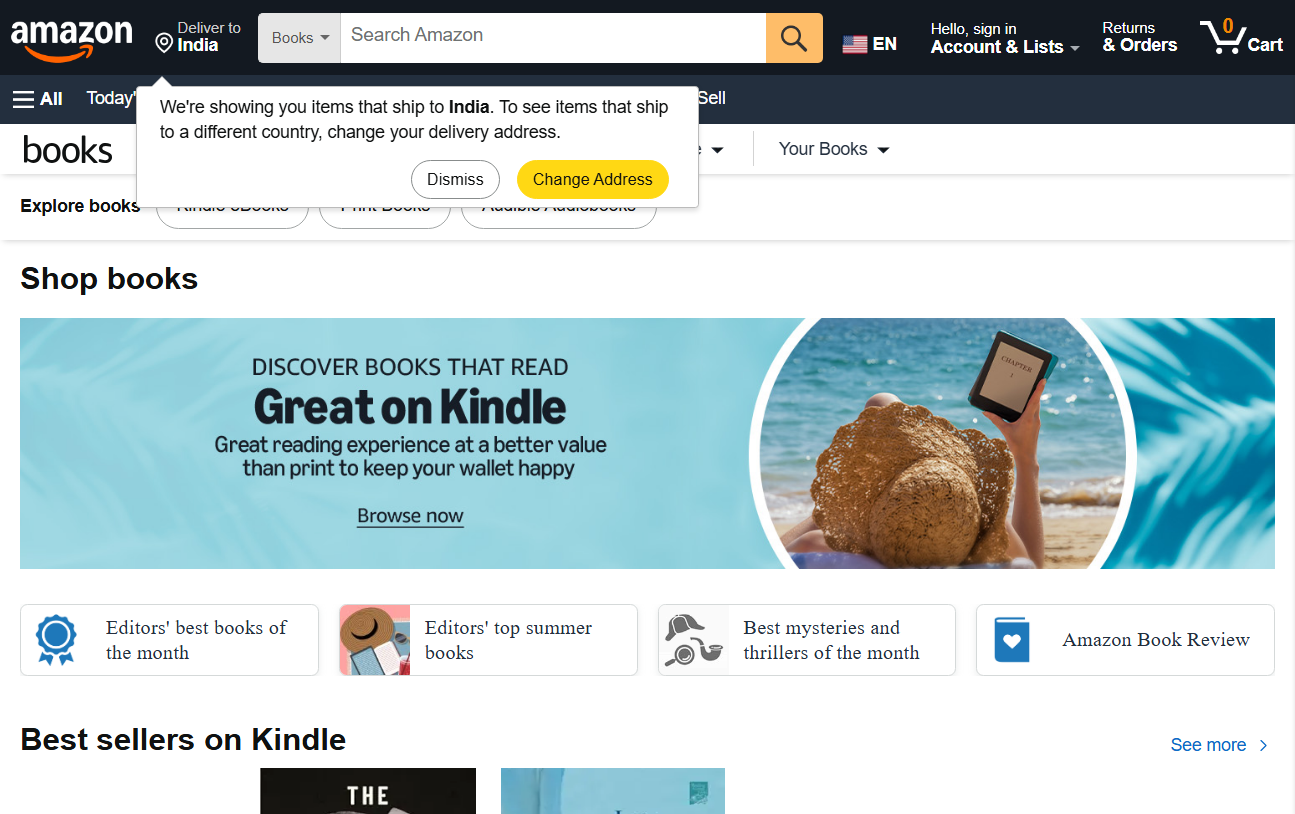 amazon
Deliver to
India
Books
Search Amazon
EN
Hello, sign in
Account & Lists
Returns
& Orders
0
Cart
All
Today'
Sell
We're showing you items that ship to India. To see items that ship
to a different country, change your delivery address.
Dismiss
Change Address
books
Your Books
Explore books
Kindle eBooks
Print Books
Audible Audiobooks
Shop books
DISCOVER BOOKS THAT READ
Great on Kindle
Great reading experience at a better value
than print to keep your wallet happy
Browse now
CHAPTER
1
Editors' best books of
the month
Editors' top summer
books
Best mysteries and
thrillers of the month
Amazon Book Review
Best sellers on Kindle
See more
THE